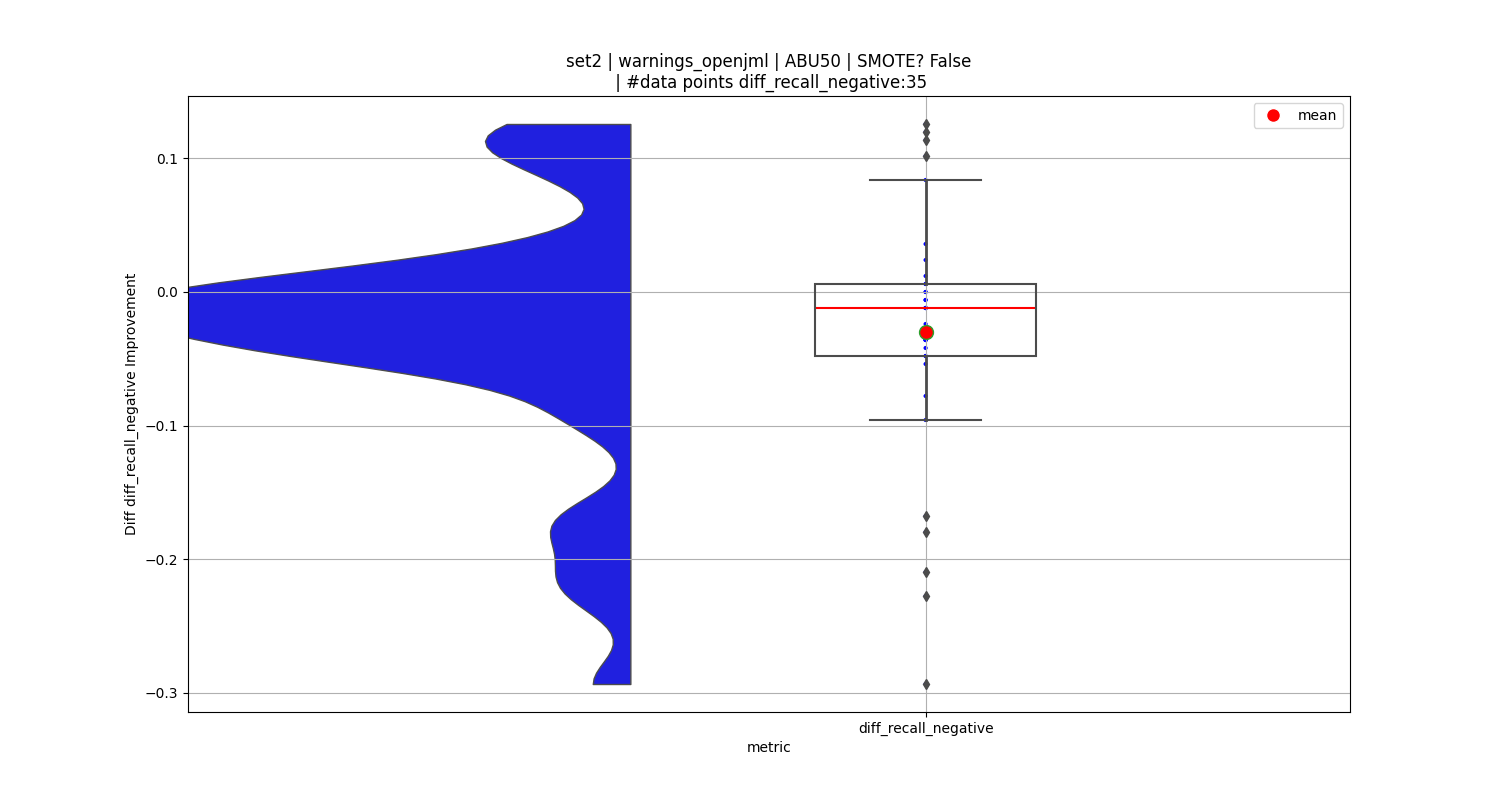 set2 | warnings_openjml | ABU50 | SMOTE? False
| #data points diff_recall_negative:35
mean
0.1
0.0
−0.1
−0.2
−0.3
Diff diff_recall_negative Improvement
diff_recall_negative
metric